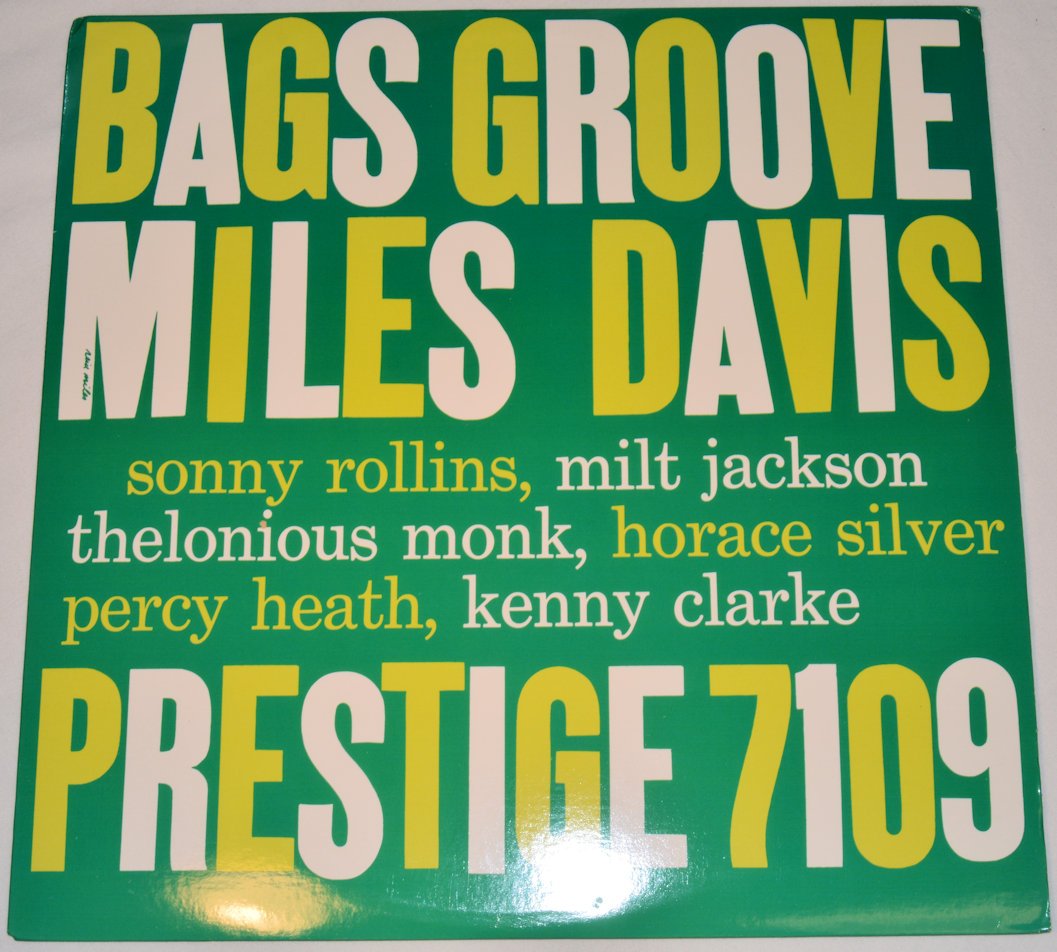 BAGS GROOVE
MILES DAVIS
sonny rollins, milt jackson
thelonious monk, horace silver
percy heath, kenny clarke
PRESTIGE 7109